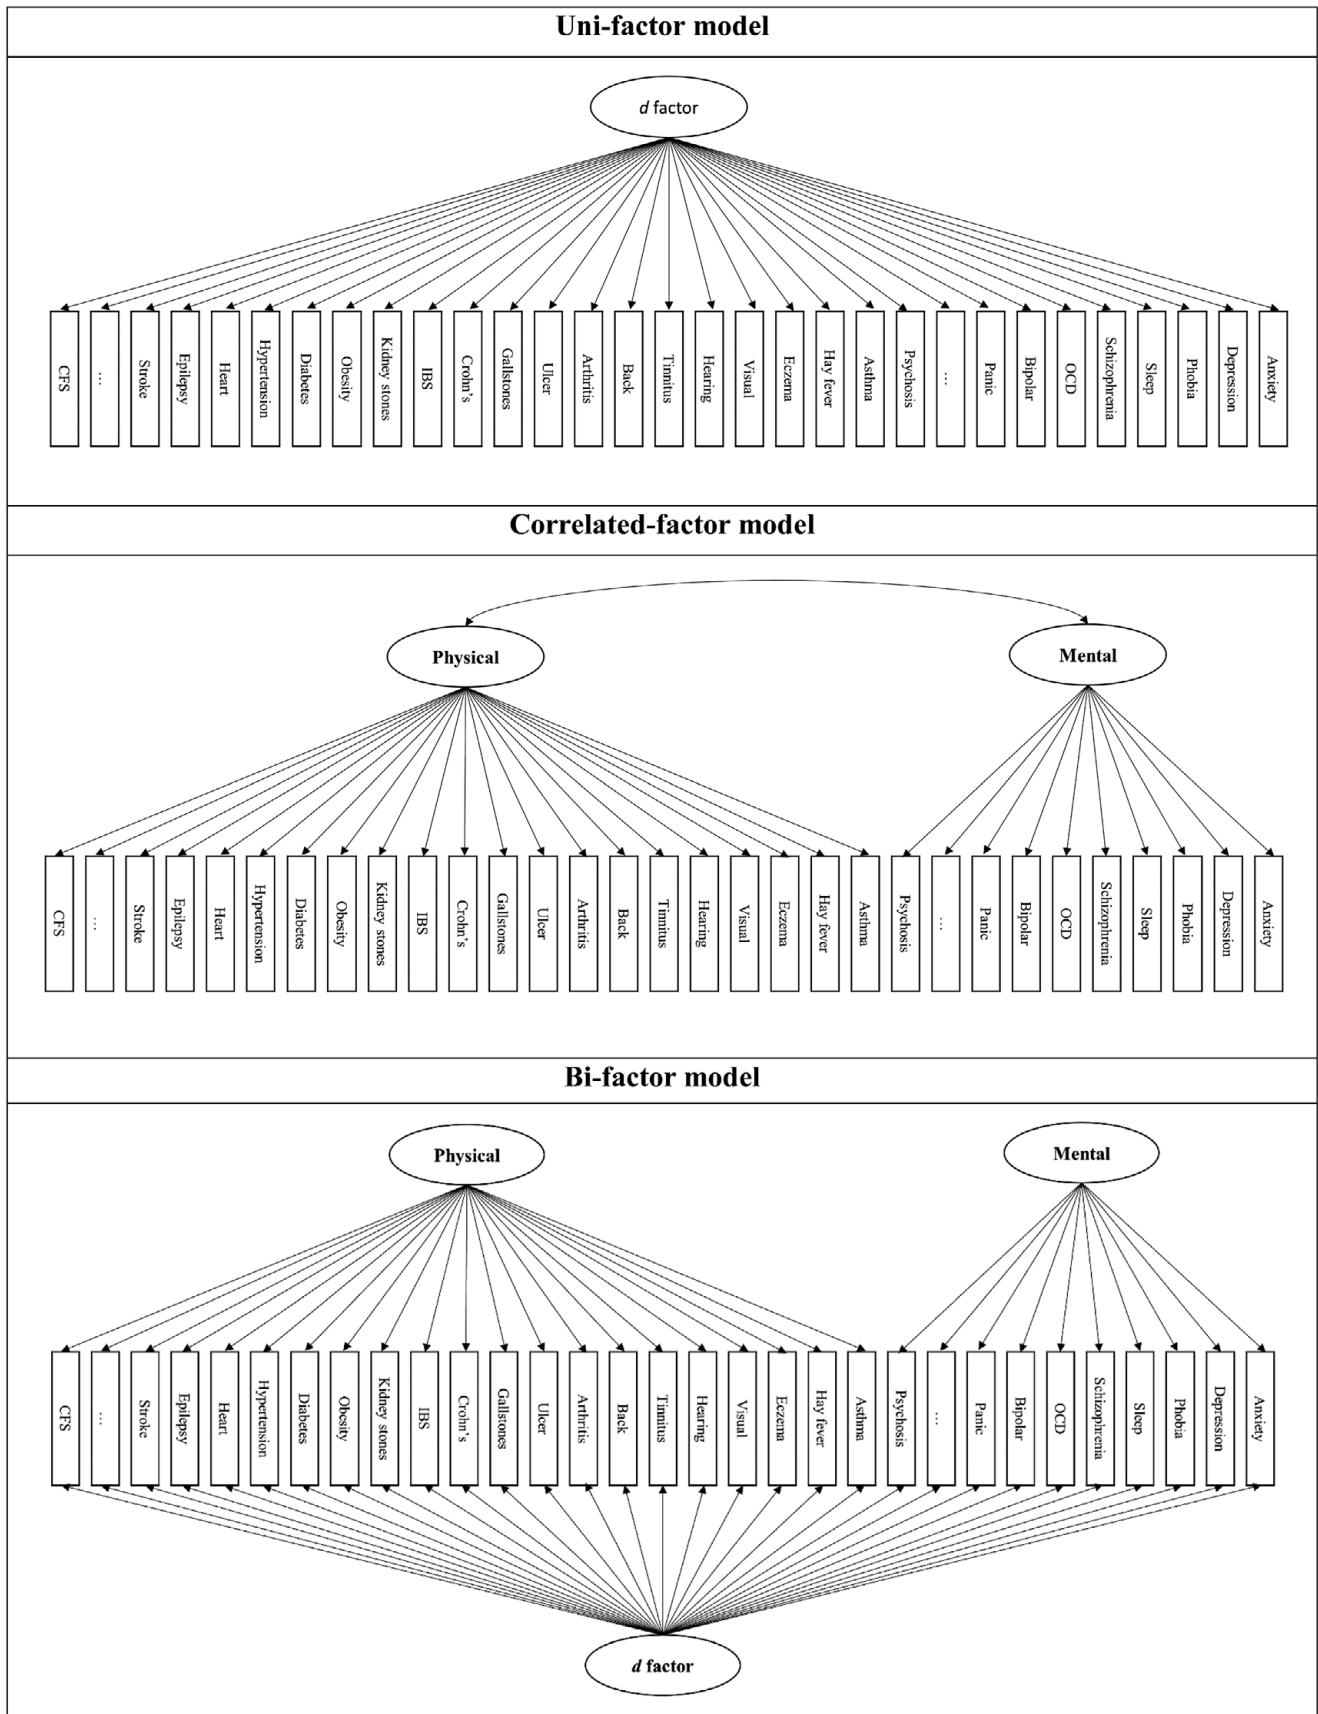 Uni-factor model
d factor
CFS
...
Stroke
Epilepsy
Heart
Hypertension
Diabetes
Obesity
Kidney stones
IBS
Crohn's
Gallstones
Ulcer
Arthritis
Back
Tinnitus
Hearing
Visual
Eczema
Hay fever
Asthma
Psychosis
...
Panic
Bipolar
OCD
Schizophrenia
Sleep
Phobia
Depression
Anxiety
Correlated-factor model
Physical
Mental
CFS
...
Stroke
Epilepsy
Heart
Hypertension
Diabetes
Obesity
Kidney stones
IBS
Crohn's
Gallstones
Ulcer
Arthritis
Back
Tinnitus
Hearing
Visual
Eczema
Hay fever
Asthma
Psychosis
...
Panic
Bipolar
OCD
Schizophrenia
Sleep
Phobia
Depression
Anxiety
Bi-factor model
Physical
Mental
CFS
...
Stroke
Epilepsy
Heart
Hypertension
Diabetes
Obesity
Kidney stones
IBS
Crohn's
Gallstones
Ulcer
Arthritis
Back
Tinnitus
Hearing
Visual
Eczema
Hay fever
Asthma
Psychosis
...
Panic
Bipolar
OCD
Schizophrenia
Sleep
Phobia
Depression
Anxiety
d factor